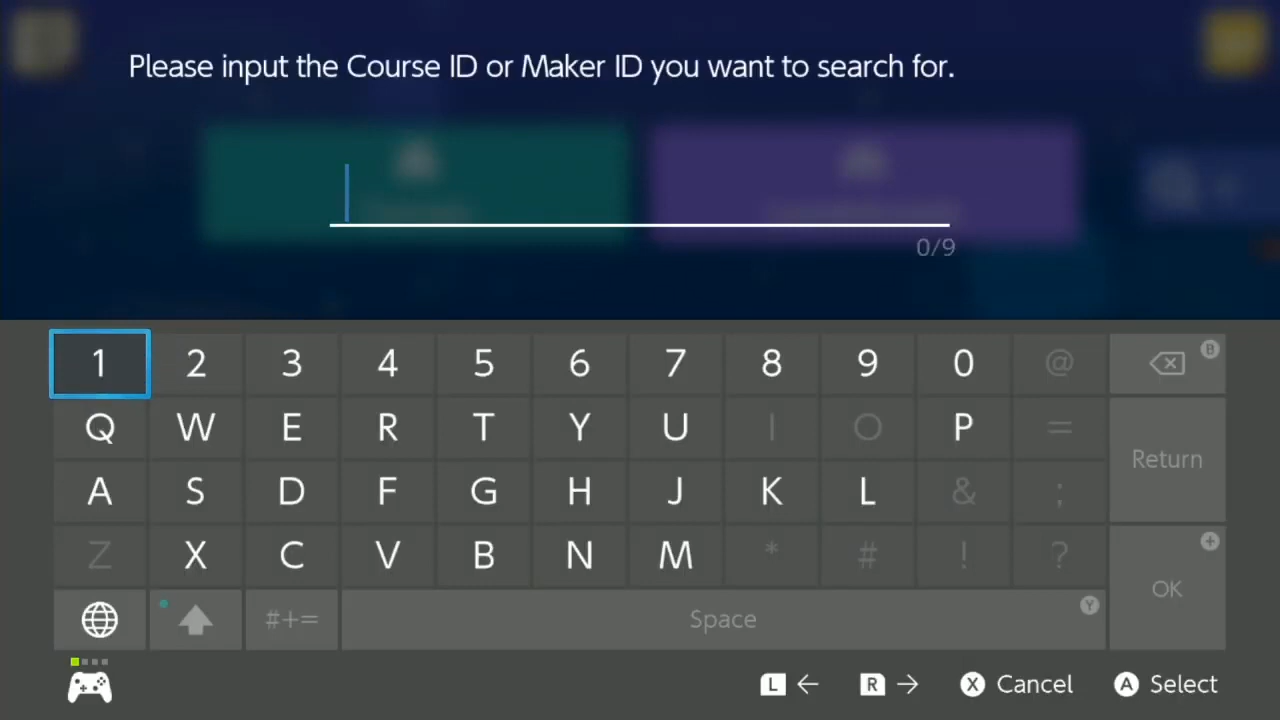 Please input the Course ID or Maker ID you want to search for.
0/9
1 2 3 4 5 6 7 8 9 0 @ B
Q W E R T Y U I O P = Return
A S D F G H J K L & ;
Z X C V B N M * # ! ? + OK
#+= Space Y
L ← R → X Cancel A Select